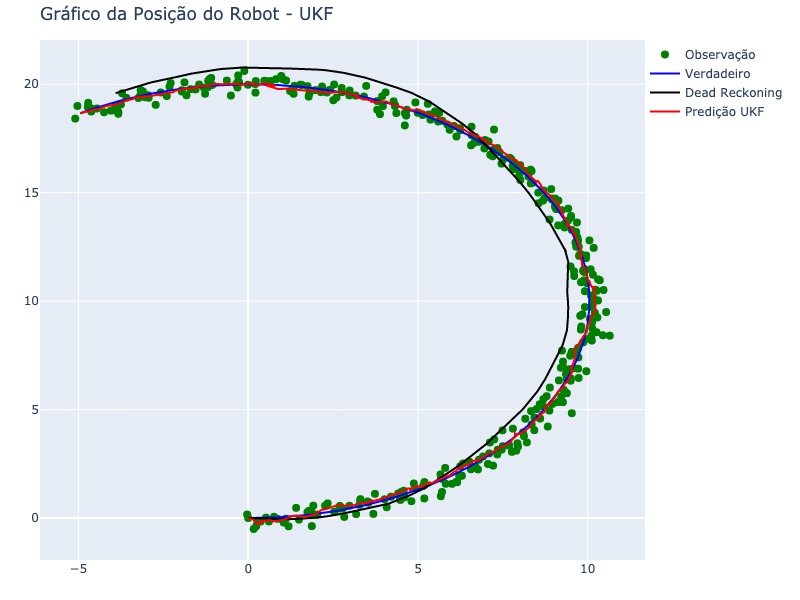 Gráfico da Posição do Robot - UKF
Observação
Verdadeiro
Dead Reckoning
Predição UKF
20
15
10
5
0
−5
0
5
10